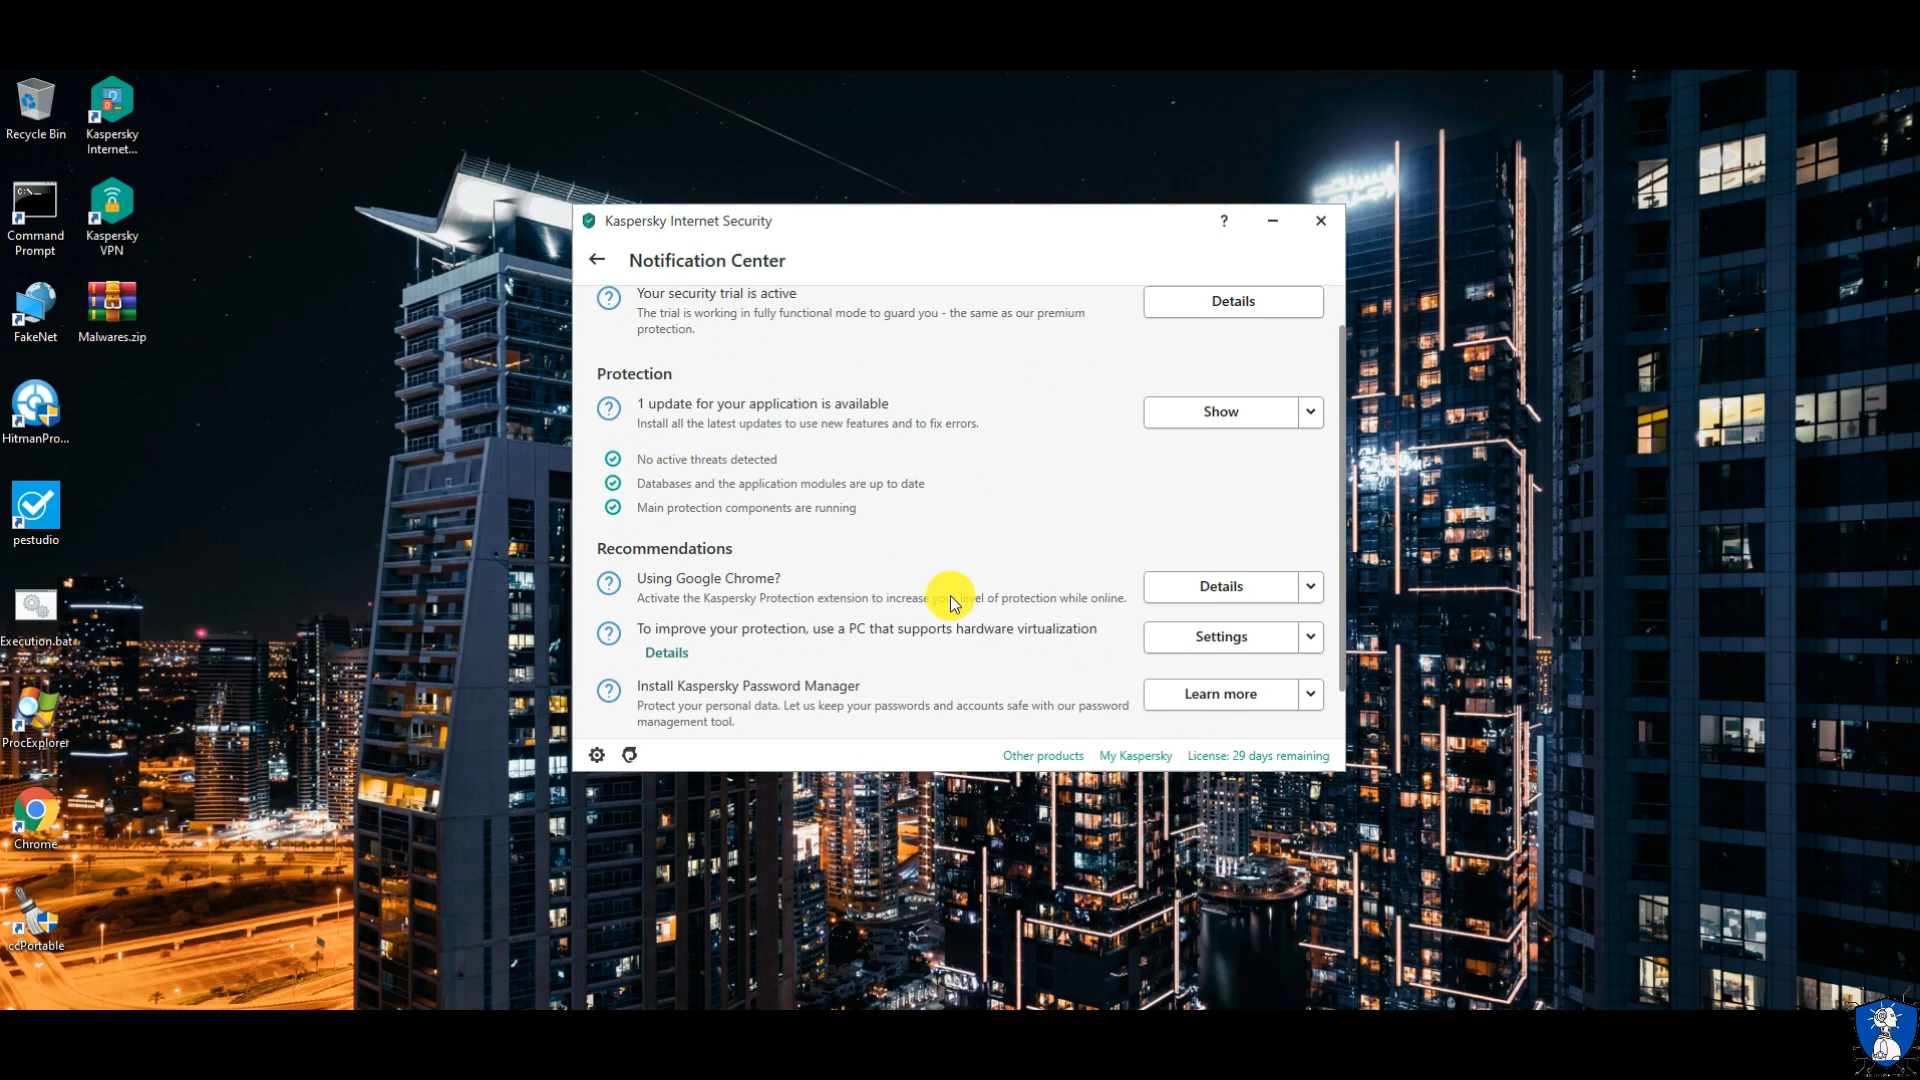 Recycle Bin
Kaspersky
Internet...
Command
Prompt
Kaspersky
VPN
FakeNet
Malwares.zip
HitmanPro...
pestudio
Execution.bat
ProcExplorer
Chrome
ccPortable
Kaspersky Internet Security
?
Notification Center
Your security trial is active
The trial is working in fully functional mode to guard you - the same as our premium
protection.
Details
Protection
1 update for your application is available
Install all the latest updates to use new features and to fix errors.
Show
No active threats detected
Databases and the application modules are up to date
Main protection components are running
Recommendations
Using Google Chrome?
Activate the Kaspersky Protection extension to increase your level of protection while online.
Details
To improve your protection, use a PC that supports hardware virtualization
Details
Settings
Install Kaspersky Password Manager
Protect your personal data. Let us keep your passwords and accounts safe with our password
management tool.
Learn more
Other products
My Kaspersky
License: 29 days remaining